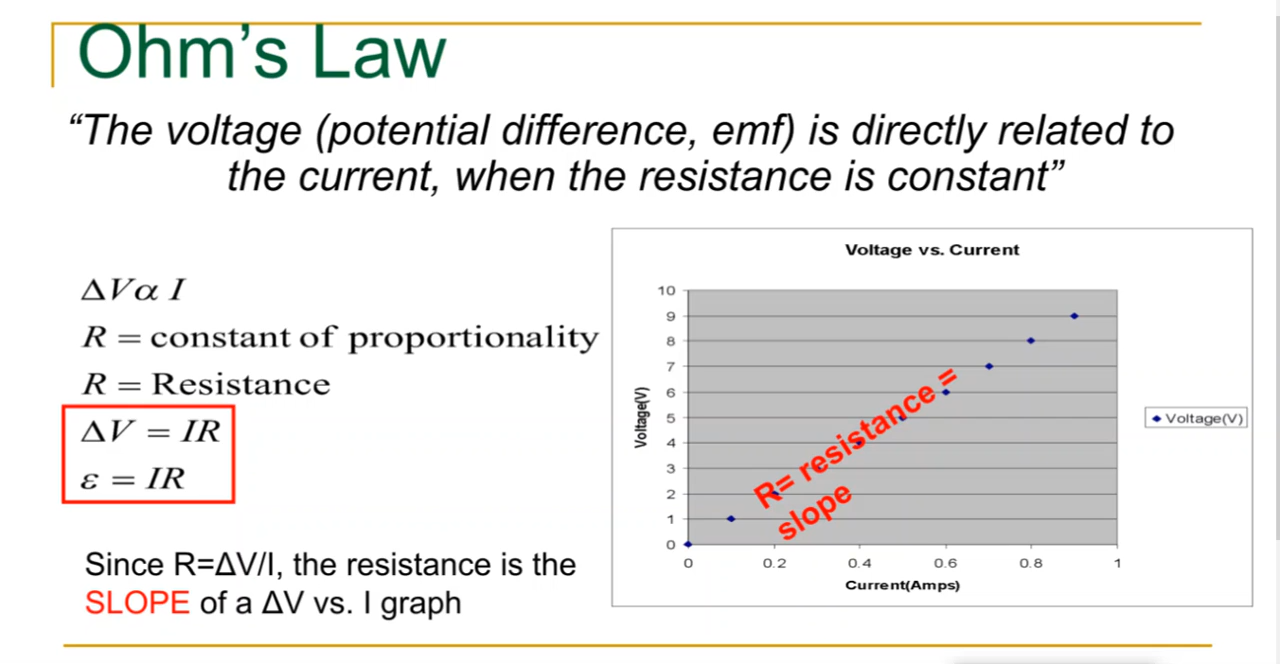 Ohm's Law
“The voltage (potential difference, emf) is directly related to
the current, when the resistance is constant”
ΔVα I
R = constant of proportionality
R = Resistance
ΔV = IR
ε = IR
Since R=ΔV/I, the resistance is the
SLOPE of a ΔV vs. I graph
Voltage vs. Current
10
9
8
7
6
5
4
3
2
1
0
Voltage(V)
R= resistance =
slope
0 0.2 0.4 0.6 0.8 1
Current(Amps)
Voltage(V)